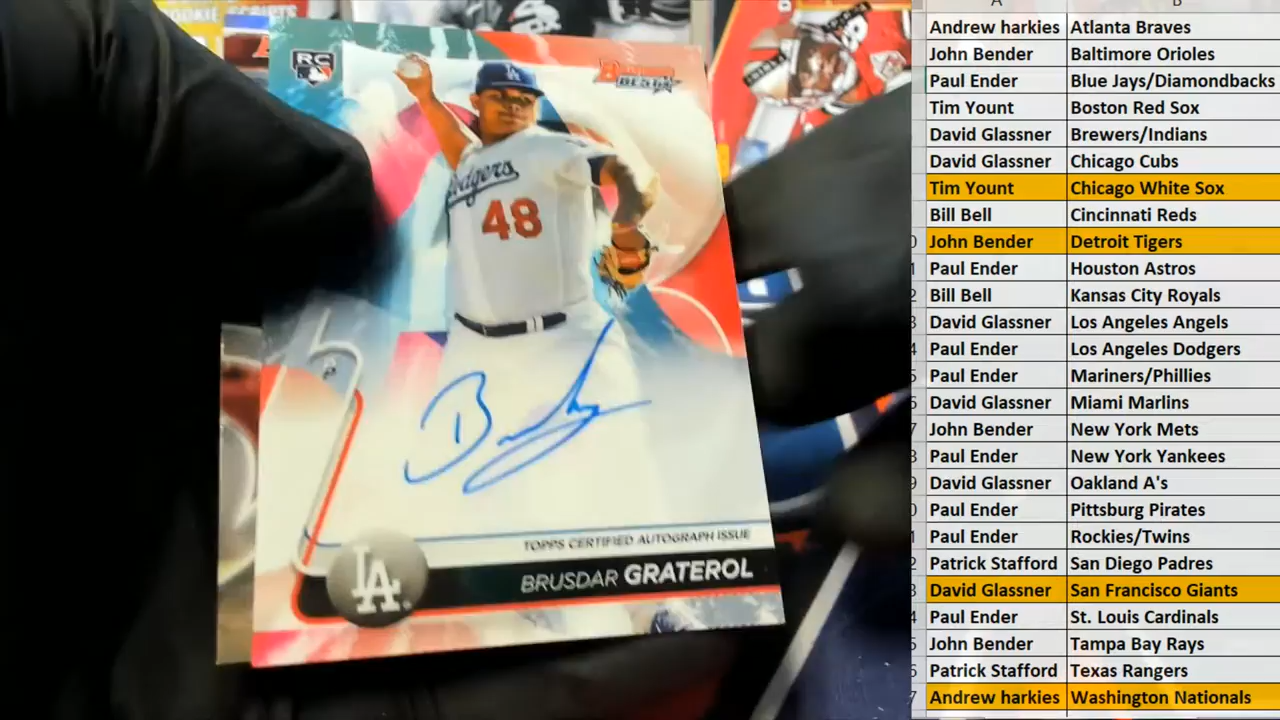 RC
Bowman's
BEST
Dodgers
48
LA
TOPPS CERTIFIED AUTOGRAPH ISSUE
BRUSDAR GRATEROL
LA
A B
Andrew harkies Atlanta Braves
John Bender Baltimore Orioles
Paul Ender Blue Jays/Diamondbacks
Tim Yount Boston Red Sox
David Glassner Brewers/Indians
David Glassner Chicago Cubs
Tim Yount Chicago White Sox
Bill Bell Cincinnati Reds
John Bender Detroit Tigers
Paul Ender Houston Astros
Bill Bell Kansas City Royals
David Glassner Los Angeles Angels
Paul Ender Los Angeles Dodgers
Paul Ender Mariners/Phillies
David Glassner Miami Marlins
John Bender New York Mets
Paul Ender New York Yankees
David Glassner Oakland A's
Paul Ender Pittsburg Pirates
Paul Ender Rockies/Twins
Patrick Stafford San Diego Padres
David Glassner San Francisco Giants
Paul Ender St. Louis Cardinals
John Bender Tampa Bay Rays
Patrick Stafford Texas Rangers
Andrew harkies Washington Nationals